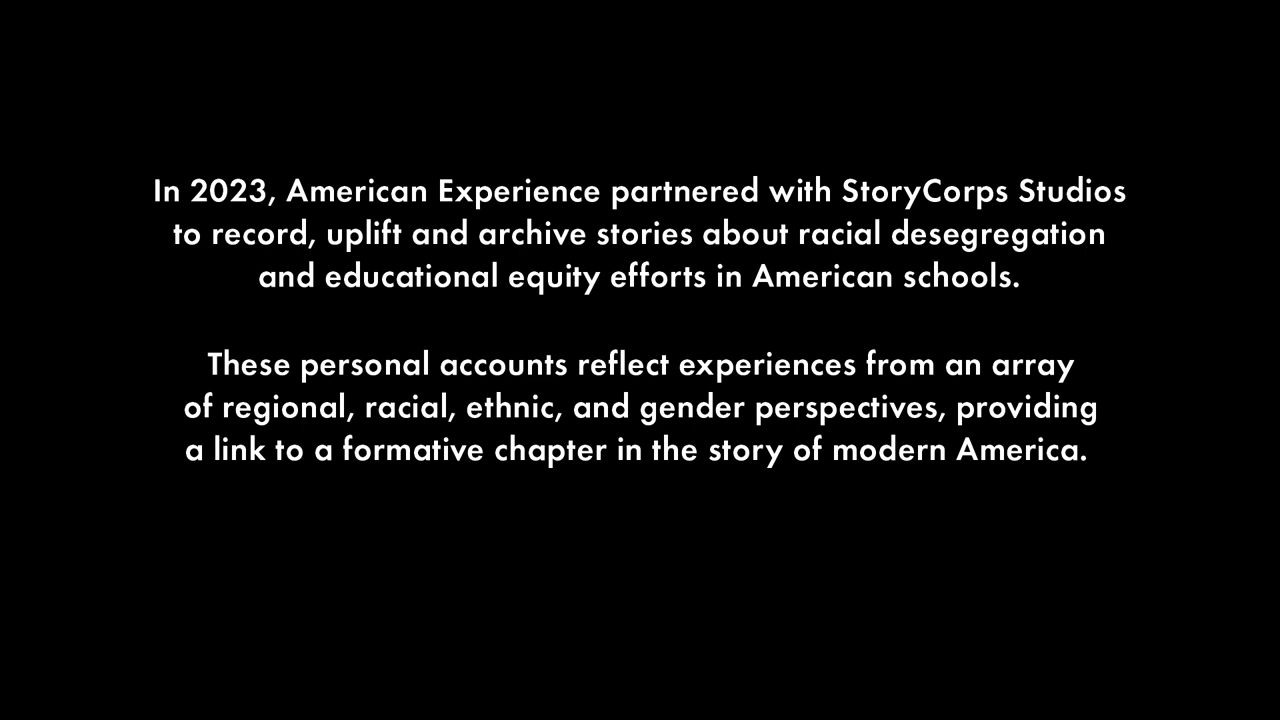 In 2023, American Experience partnered with StoryCorps Studios
to record, uplift and archive stories about racial desegregation
and educational equity efforts in American schools.
These personal accounts reflect experiences from an array
of regional, racial, ethnic, and gender perspectives, providing
a link to a formative chapter in the story of modern America.